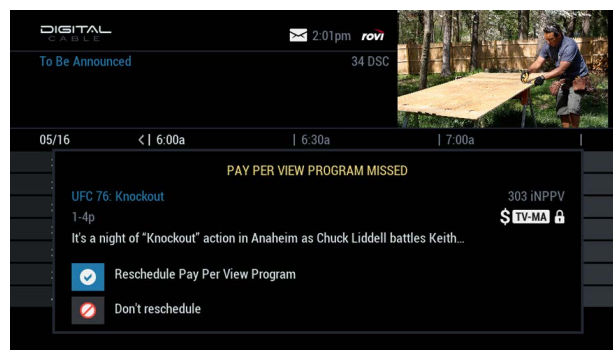 DIGITAL
CABLE
2:01pm rovi
To Be Announced 34 DSC
05/16 <| 6:00a | 6:30a | 7:00a |
PAY PER VIEW PROGRAM MISSED
UFC 76: Knockout 303 iNPPV
1-4p $ TV-MA
It's a night of “Knockout” action in Anaheim as Chuck Liddell battles Keith...
Reschedule Pay Per View Program
Don't reschedule